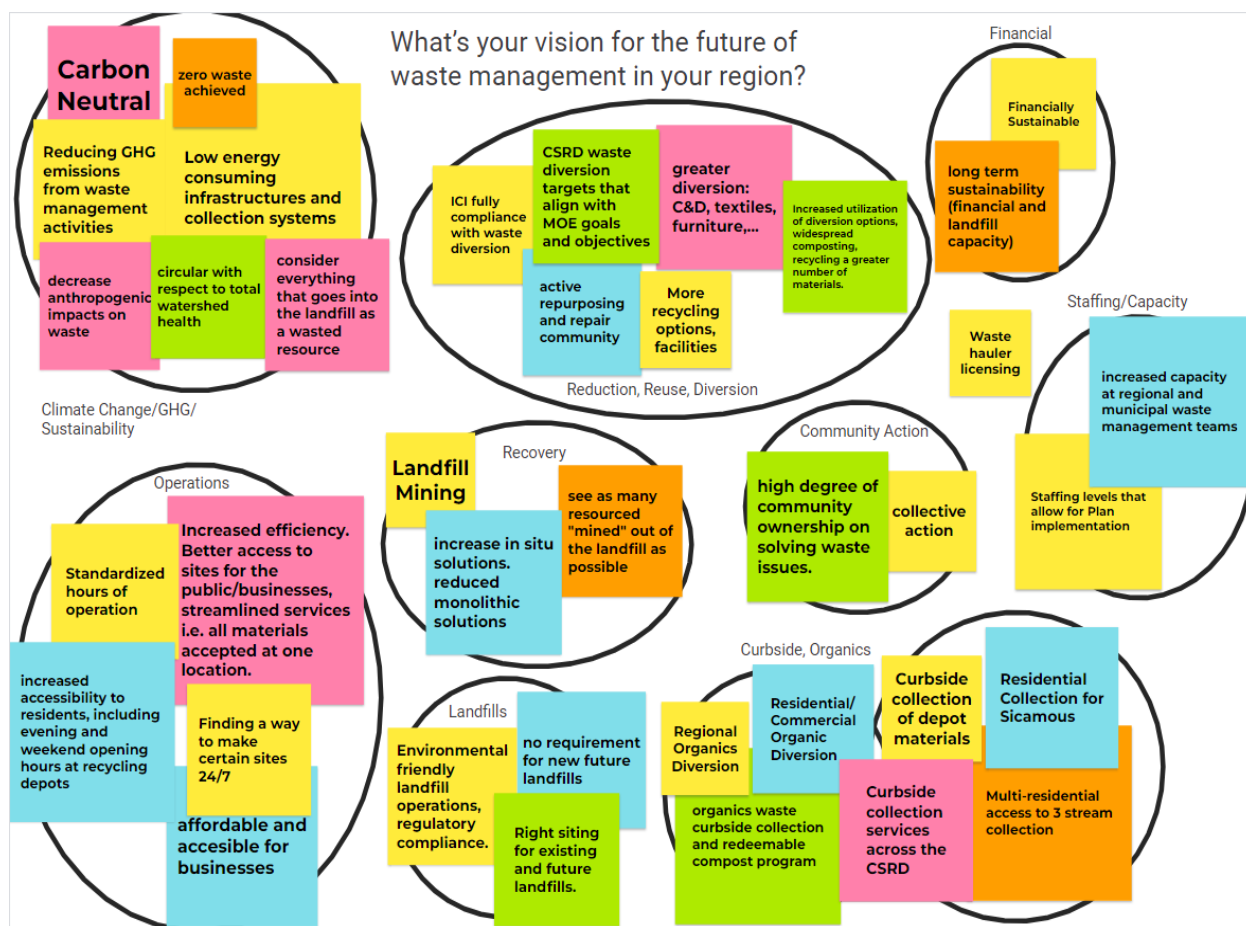 What's your vision for the future of
waste management in your region?
Carbon
Neutral
zero waste
achieved
Reducing GHG
emissions
from waste
management
activities
Low energy
consuming
infrastructures and
collection systems
decrease
anthropogenic
impacts on
waste
circular with
respect to total
watershed
health
consider
everything
that goes into
the landfill as
a wasted
resource
Climate Change/GHG/
Sustainability
ICI fully
compliance
with waste
diversion
CSRD waste
diversion
targets that
align with
MOE goals
and objectives
greater
diversion:
C&D, textiles,
furniture,...
Increased utilization
of diversion options,
widespread
composting,
recycling a greater
number of
materials.
active
repurposing
and repair
community
More
recycling
options,
facilities
Reduction, Reuse, Diversion
Financial
Financially
Sustainable
long term
sustainability
(financial and
landfill
capacity)
Staffing/Capacity
Waste
hauler
licensing
increased capacity
at regional and
municipal waste
management teams
Staffing levels that
allow for Plan
implementation
Operations
Standardized
hours of
operation
Increased efficiency.
Better access to
sites for the
public/businesses,
streamlined services
i.e. all materials
accepted at one
location.
increased
accessibility to
residents, including
evening and
weekend opening
hours at recycling
depots
Finding a way
to make
certain sites
24/7
affordable and
accesible for
businesses
Recovery
Landfill
Mining
increase in situ
solutions.
reduced
monolithic
solutions
see as many
resourced
"mined" out of
the landfill as
possible
Community Action
high degree of
community
ownership on
solving waste
issues.
collective
action
Landfills
Environmental
friendly
landfill
operations,
regulatory
compliance.
no requirement
for new future
landfills
Right siting
for existing
and future
landfills.
Curbside, Organics
Regional
Organics
Diversion
Residential/
Commercial
Organic
Diversion
organics waste
curbside collection
and redeemable
compost program
Curbside
collection
of depot
materials
Residential
Collection for
Sicamous
Curbside
collection
services
across the
CSRD
Multi-residential
access to 3 stream
collection